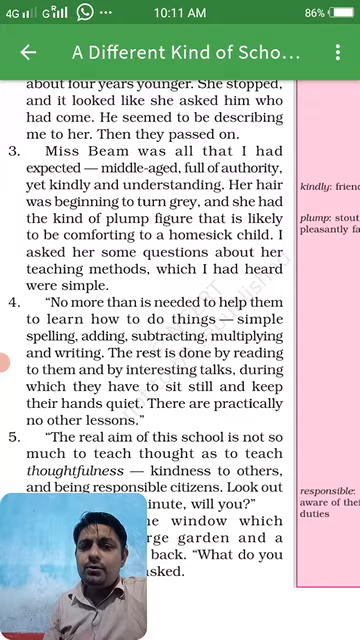 4G R 10:11 AM 86%
A Different Kind of Scho...
about four years younger. She stopped,
and it looked like she asked him who
had come. He seemed to be describing
me to her. Then they passed on.
3. Miss Beam was all that I had
expected — middle-aged, full of authority,
yet kindly and understanding. Her hair
was beginning to turn grey, and she had
the kind of plump figure that is likely
to be comforting to a homesick child. I
asked her some questions about her
teaching methods, which I had heard
were simple.
kindly: frien
plump: stout
pleasantly fa
4. “No more than is needed to help them
to learn how to do things — simple
spelling, adding, subtracting, multiplying
and writing. The rest is done by reading
to them and by interesting talks, during
which they have to sit still and keep
their hands quiet. There are practically
no other lessons.”
5. “The real aim of this school is not so
much to teach thought as to teach
thoughtfulness — kindness to others,
and being responsible citizens. Look out
inute, will you?”
e window which
rge garden and a
back. “What do you
asked.
responsible:
aware of thei
duties